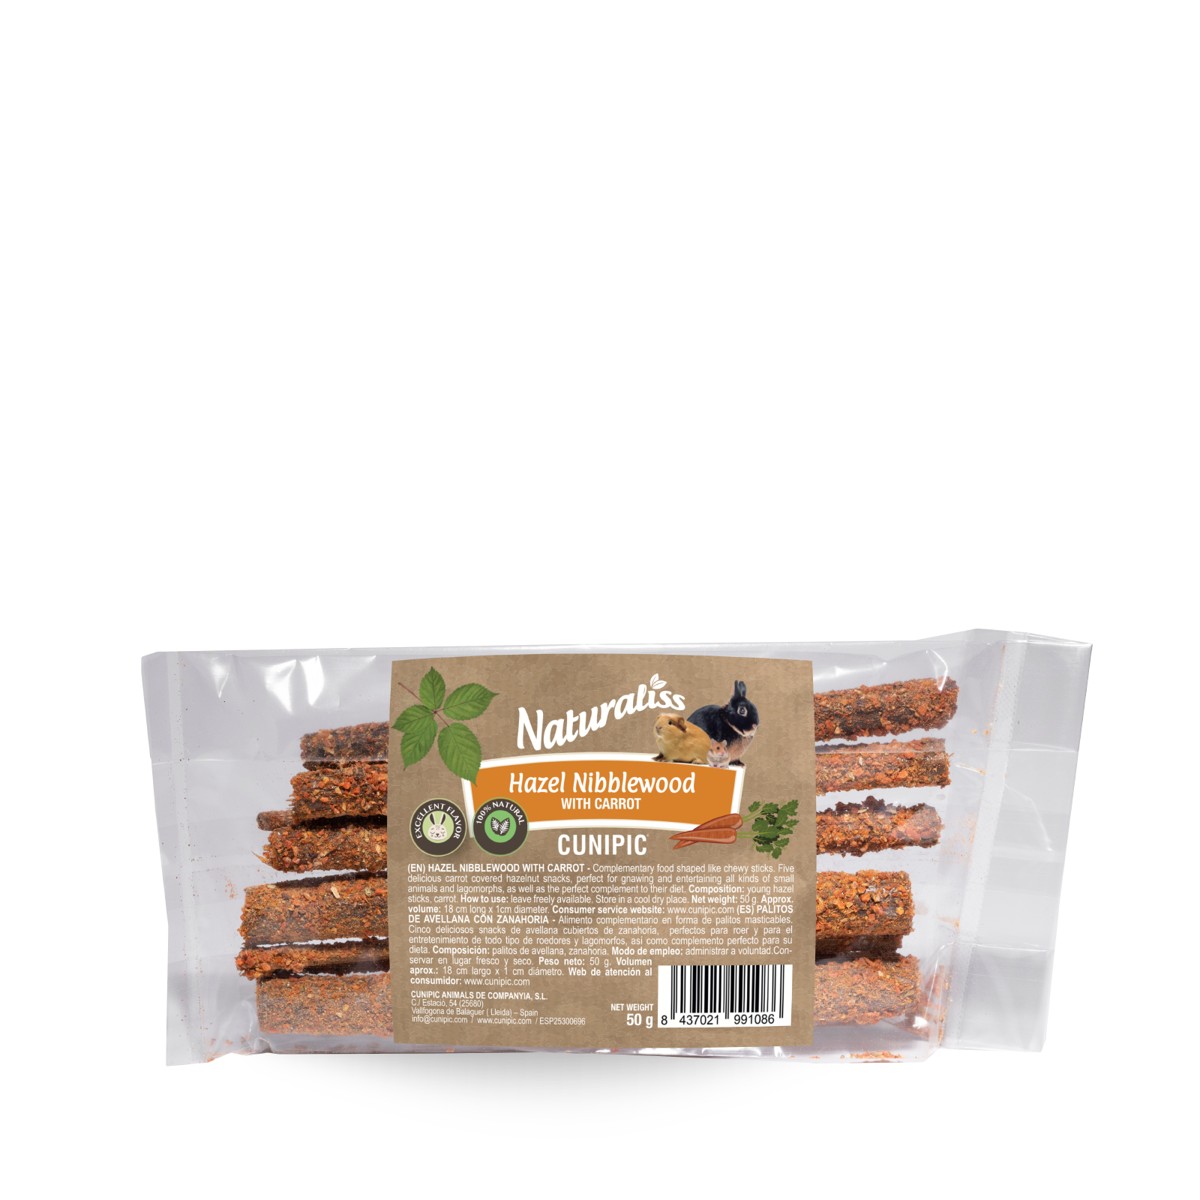 Naturaliss
Hazel Nibblewood
WITH CARROT
EXCELLENT FLAVOR
100% NATURAL
CUNIPIC
(EN) HAZEL NIBBLEWOOD WITH CARROT - Complementary food shaped like chewy sticks. Five
delicious carrot covered hazelnut snacks, perfect for gnawing and entertaining all kinds of small
animals and lagomorphs, as well as the perfect complement to their diet. Composition: young hazel
sticks, carrot. How to use: leave freely available. Store in a cool dry place. Net weight: 50 g. Approx.
volume: 18 cm long x 1cm diameter. Consumer service website: www.cunipic.com (ES) PALITOS
DE AVELLANA CÓN ZANAHORIA - Alimento complementario en forma de palitos masticables.
Cinco deliciosos snacks de avellana cubiertos de zanahoria, perfectos para roer y para el
entretenimiento de todo tipo de roedores y lagomorfos, así como complemento perfecto para su
dieta. Composición: palitos de avellana, zanahoria. Modo de empleo: administrar a voluntad.Con-
servar en lugar fresco y seco. Peso neto: 50 g. Volumen
aprox.: 18 cm largo x 1 cm diámetro. Web de atención al
consumidor: www.cunipic.com
CUNIPIC ANIMALS DE COMPANYIA, S.L.
C / Estació, 54 (25680)
Vallfogona de Balaguer ( Lleida) – Spain
info@cunipic.com / www.cunipic.com / ESP25300696
NET WEIGHT
50 g
8 437021 991086